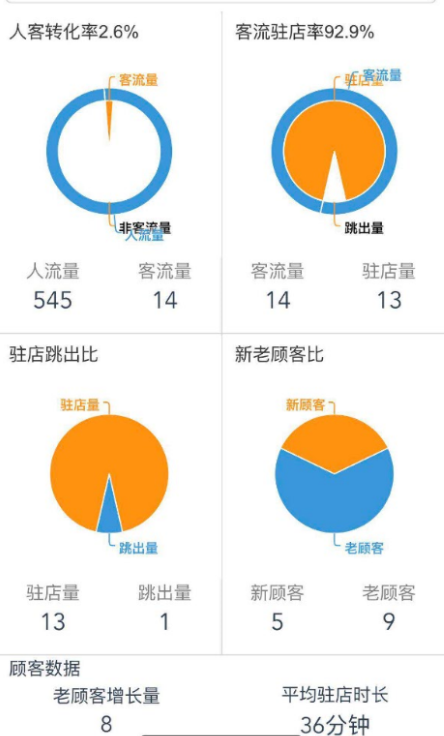 人客转化率2.6%
客流驻店率92.9%
客流量
非客流量
人流量
驻店量
客流量
跳出量
人流量
客流量
545
14
客流量
驻店量
14
13
驻店跳出比
新老顾客比
驻店量
跳出量
新顾客
老顾客
驻店量
跳出量
13
1
新顾客
老顾客
5
9
顾客数据
老顾客增长量
平均驻店时长
8
36分钟